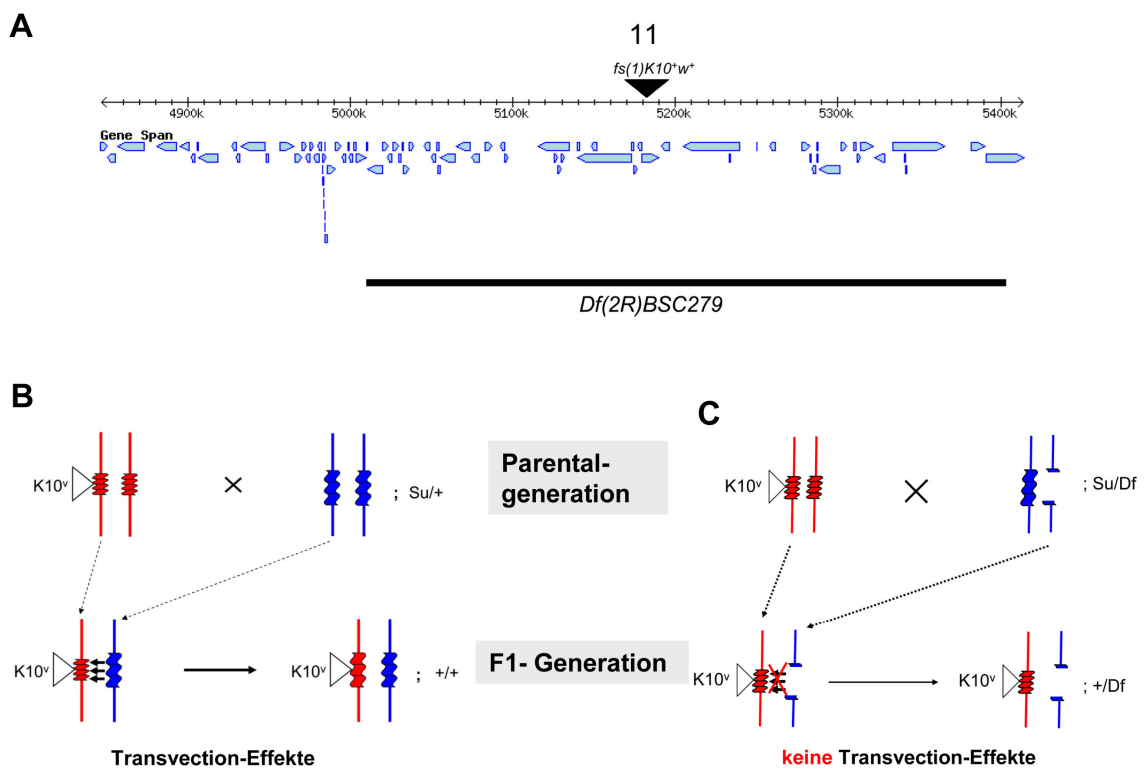 A
11
fs(1)K10+w+
4900k 5000k 5100k 5200k 5300k 5400k
Gene Span
Df(2R)BSC279
B
K10v
; Su/+
Parental-
generation
K10v
K10v
; +/+
F1- Generation
Transvection-Effekte
C
K10v
; Su/Df
K10v
K10v
; +/Df
keine Transvection-Effekte